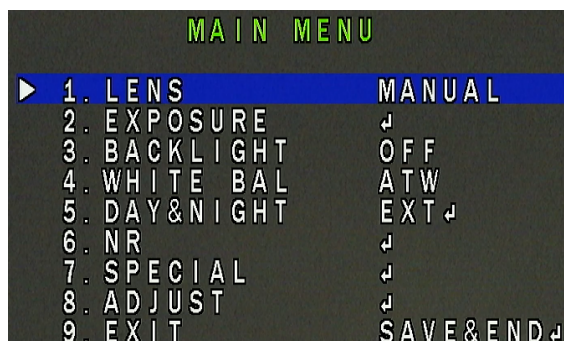 MAIN MENU
1. LENS MANUAL
2. EXPOSURE ↲
3. BACKLIGHT OFF
4. WHITE BAL ATW
5. DAY&NIGHT EXT↲
6. NR ↲
7. SPECIAL ↲
8. ADJUST ↲
9. EXIT SAVE&END↲